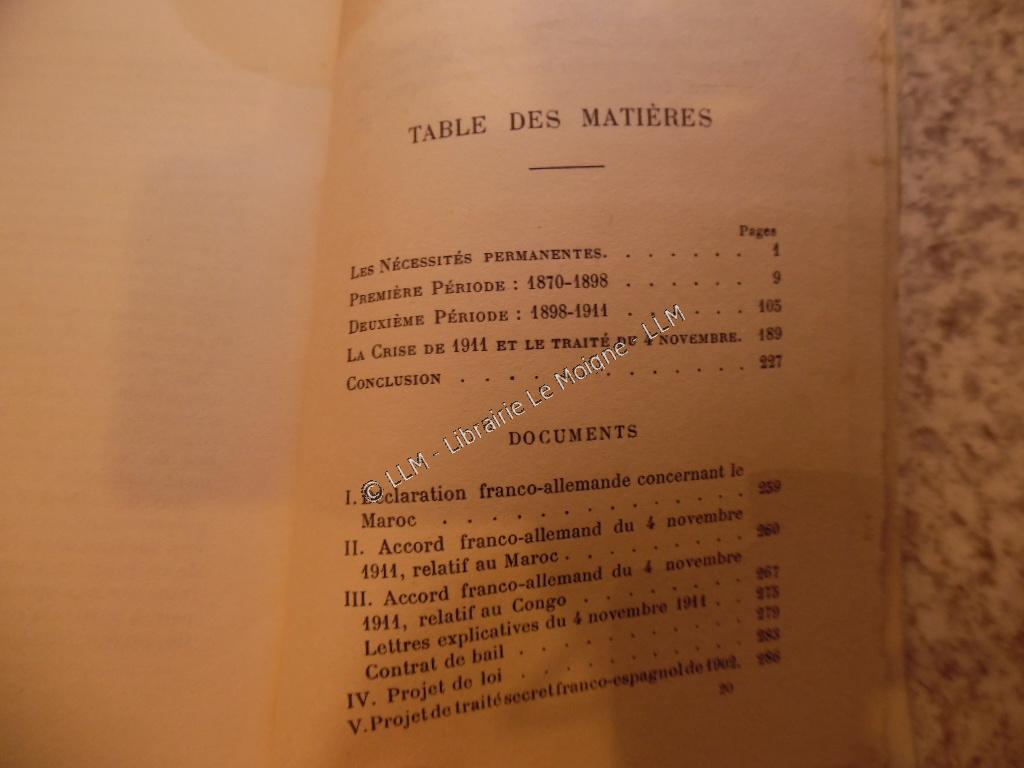 TABLE DES MATIÈRES
Pages
LES NÉCESSITÉS PERMANENTES. . . . . . . 1
PREMIÈRE PÉRIODE : 1870-1898 . . . . . . 9
DEUXIÈME PÉRIODE : 1898-1911 . . . . . . 105
LA CRISE DE 1911 ET LE TRAITÉ DU 4 NOVEMBRE. 189
CONCLUSION . . . . . . . . . . . . . 227
© LLM - Librairie Le Moigne - LLM
DOCUMENTS
I. Déclaration franco-allemande concernant le
Maroc . . . . . . . . . . . . . 259
II. Accord franco-allemand du 4 novembre
1911, relatif au Maroc . . . . . . . . 260
III. Accord franco-allemand du 4 novembre
1911, relatif au Congo . . . . . . . . 267
Lettres explicatives du 4 novembre 1911 . . 275
Contrat de bail . . . . . . . . . . 279
IV. Projet de loi . . . . . . . . . . 283
V. Projet de traité secret franco-espagnol de 1902. 286
20